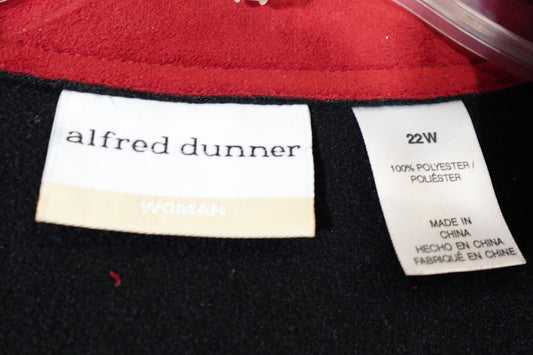 alfred dunner
WOMAN
22W
100% POLYESTER /
POLIÉSTER
MADE IN
CHINA
HECHO EN CHINA
FABRIQUÉ EN CHINE